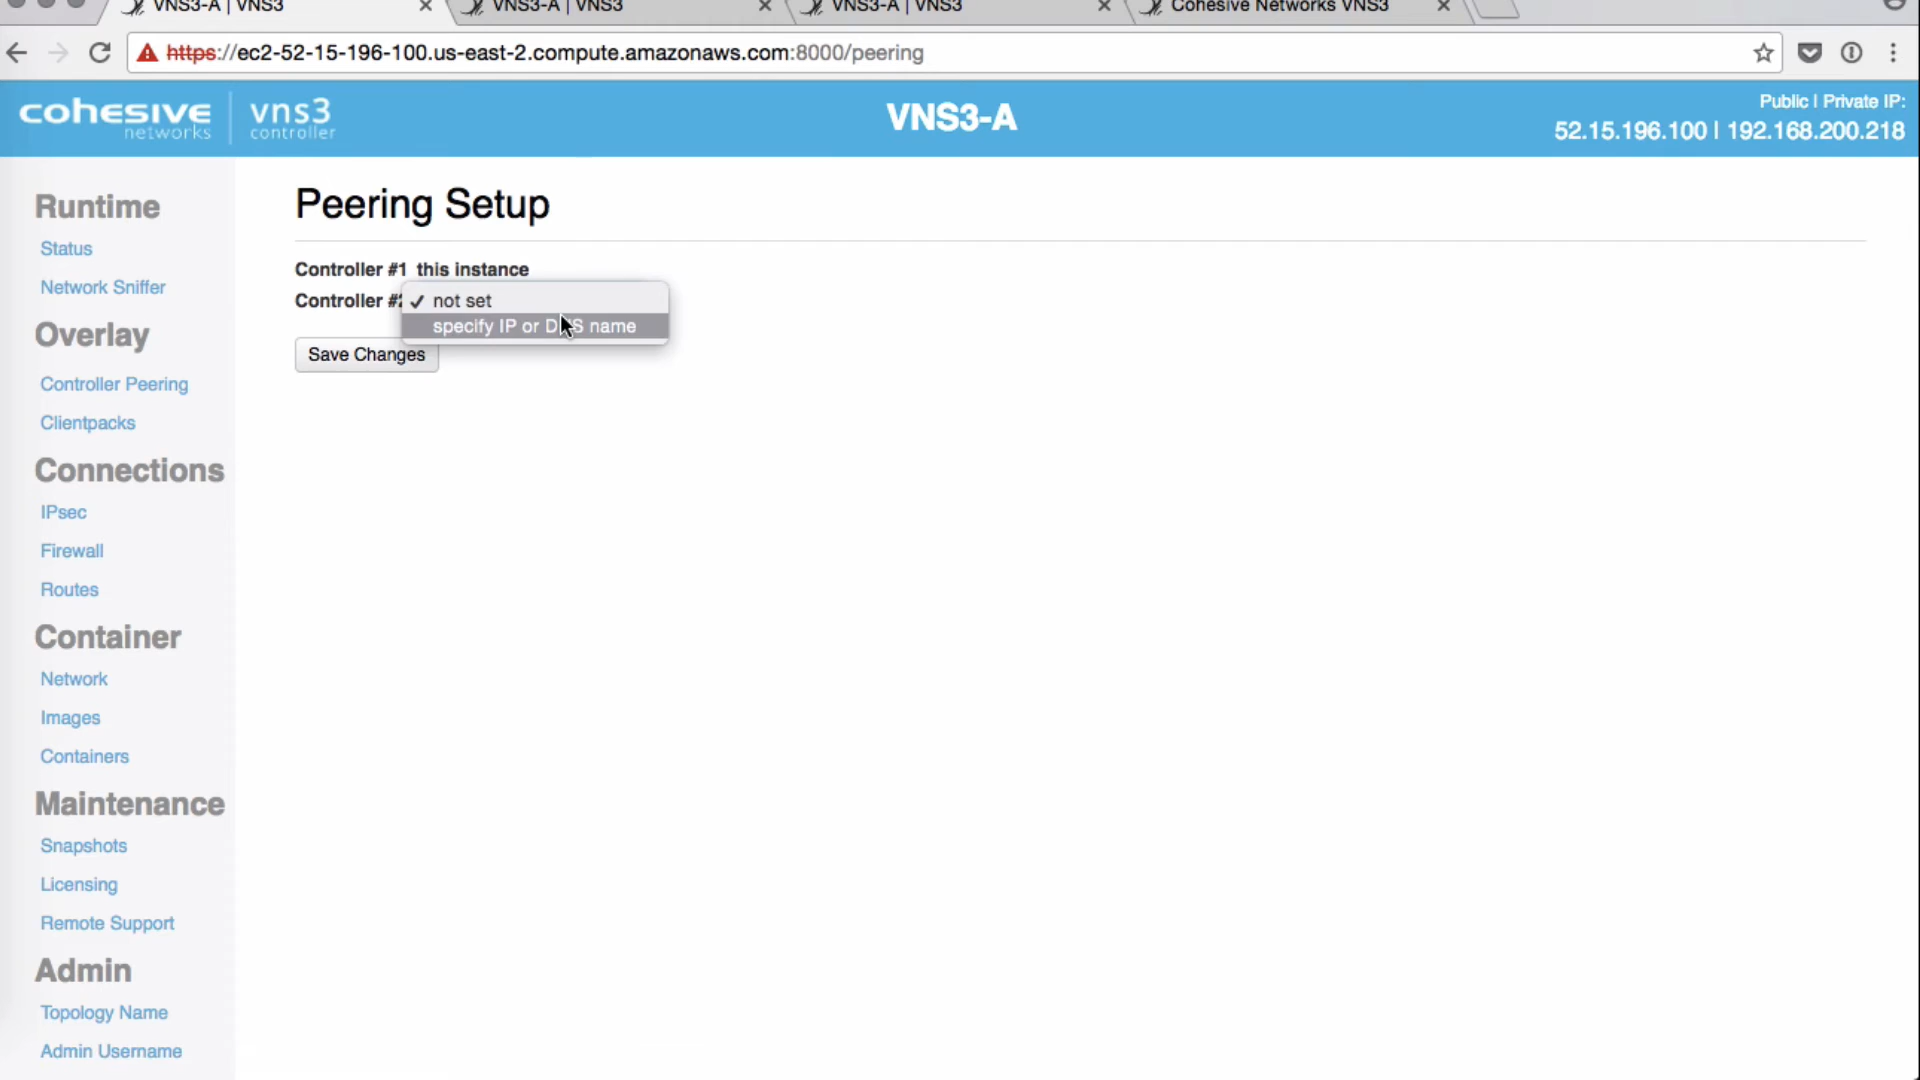 VNS3-A | VNS3
VNS3-A | VNS3
VNS3-A | VNS3
Cohesive Networks VNS3
https://ec2-52-15-196-100.us-east-2.compute.amazonaws.com:8000/peering
cohesive networks
vns3 controller
VNS3-A
Public | Private IP:
52.15.196.100 | 192.168.200.218
Runtime
Status
Network Sniffer
Overlay
Controller Peering
Clientpacks
Connections
IPsec
Firewall
Routes
Container
Network
Images
Containers
Maintenance
Snapshots
Licensing
Remote Support
Admin
Topology Name
Admin Username
Peering Setup
Controller #1 this instance
Controller #2 ✓ not set
specify IP or DNS name
Save Changes